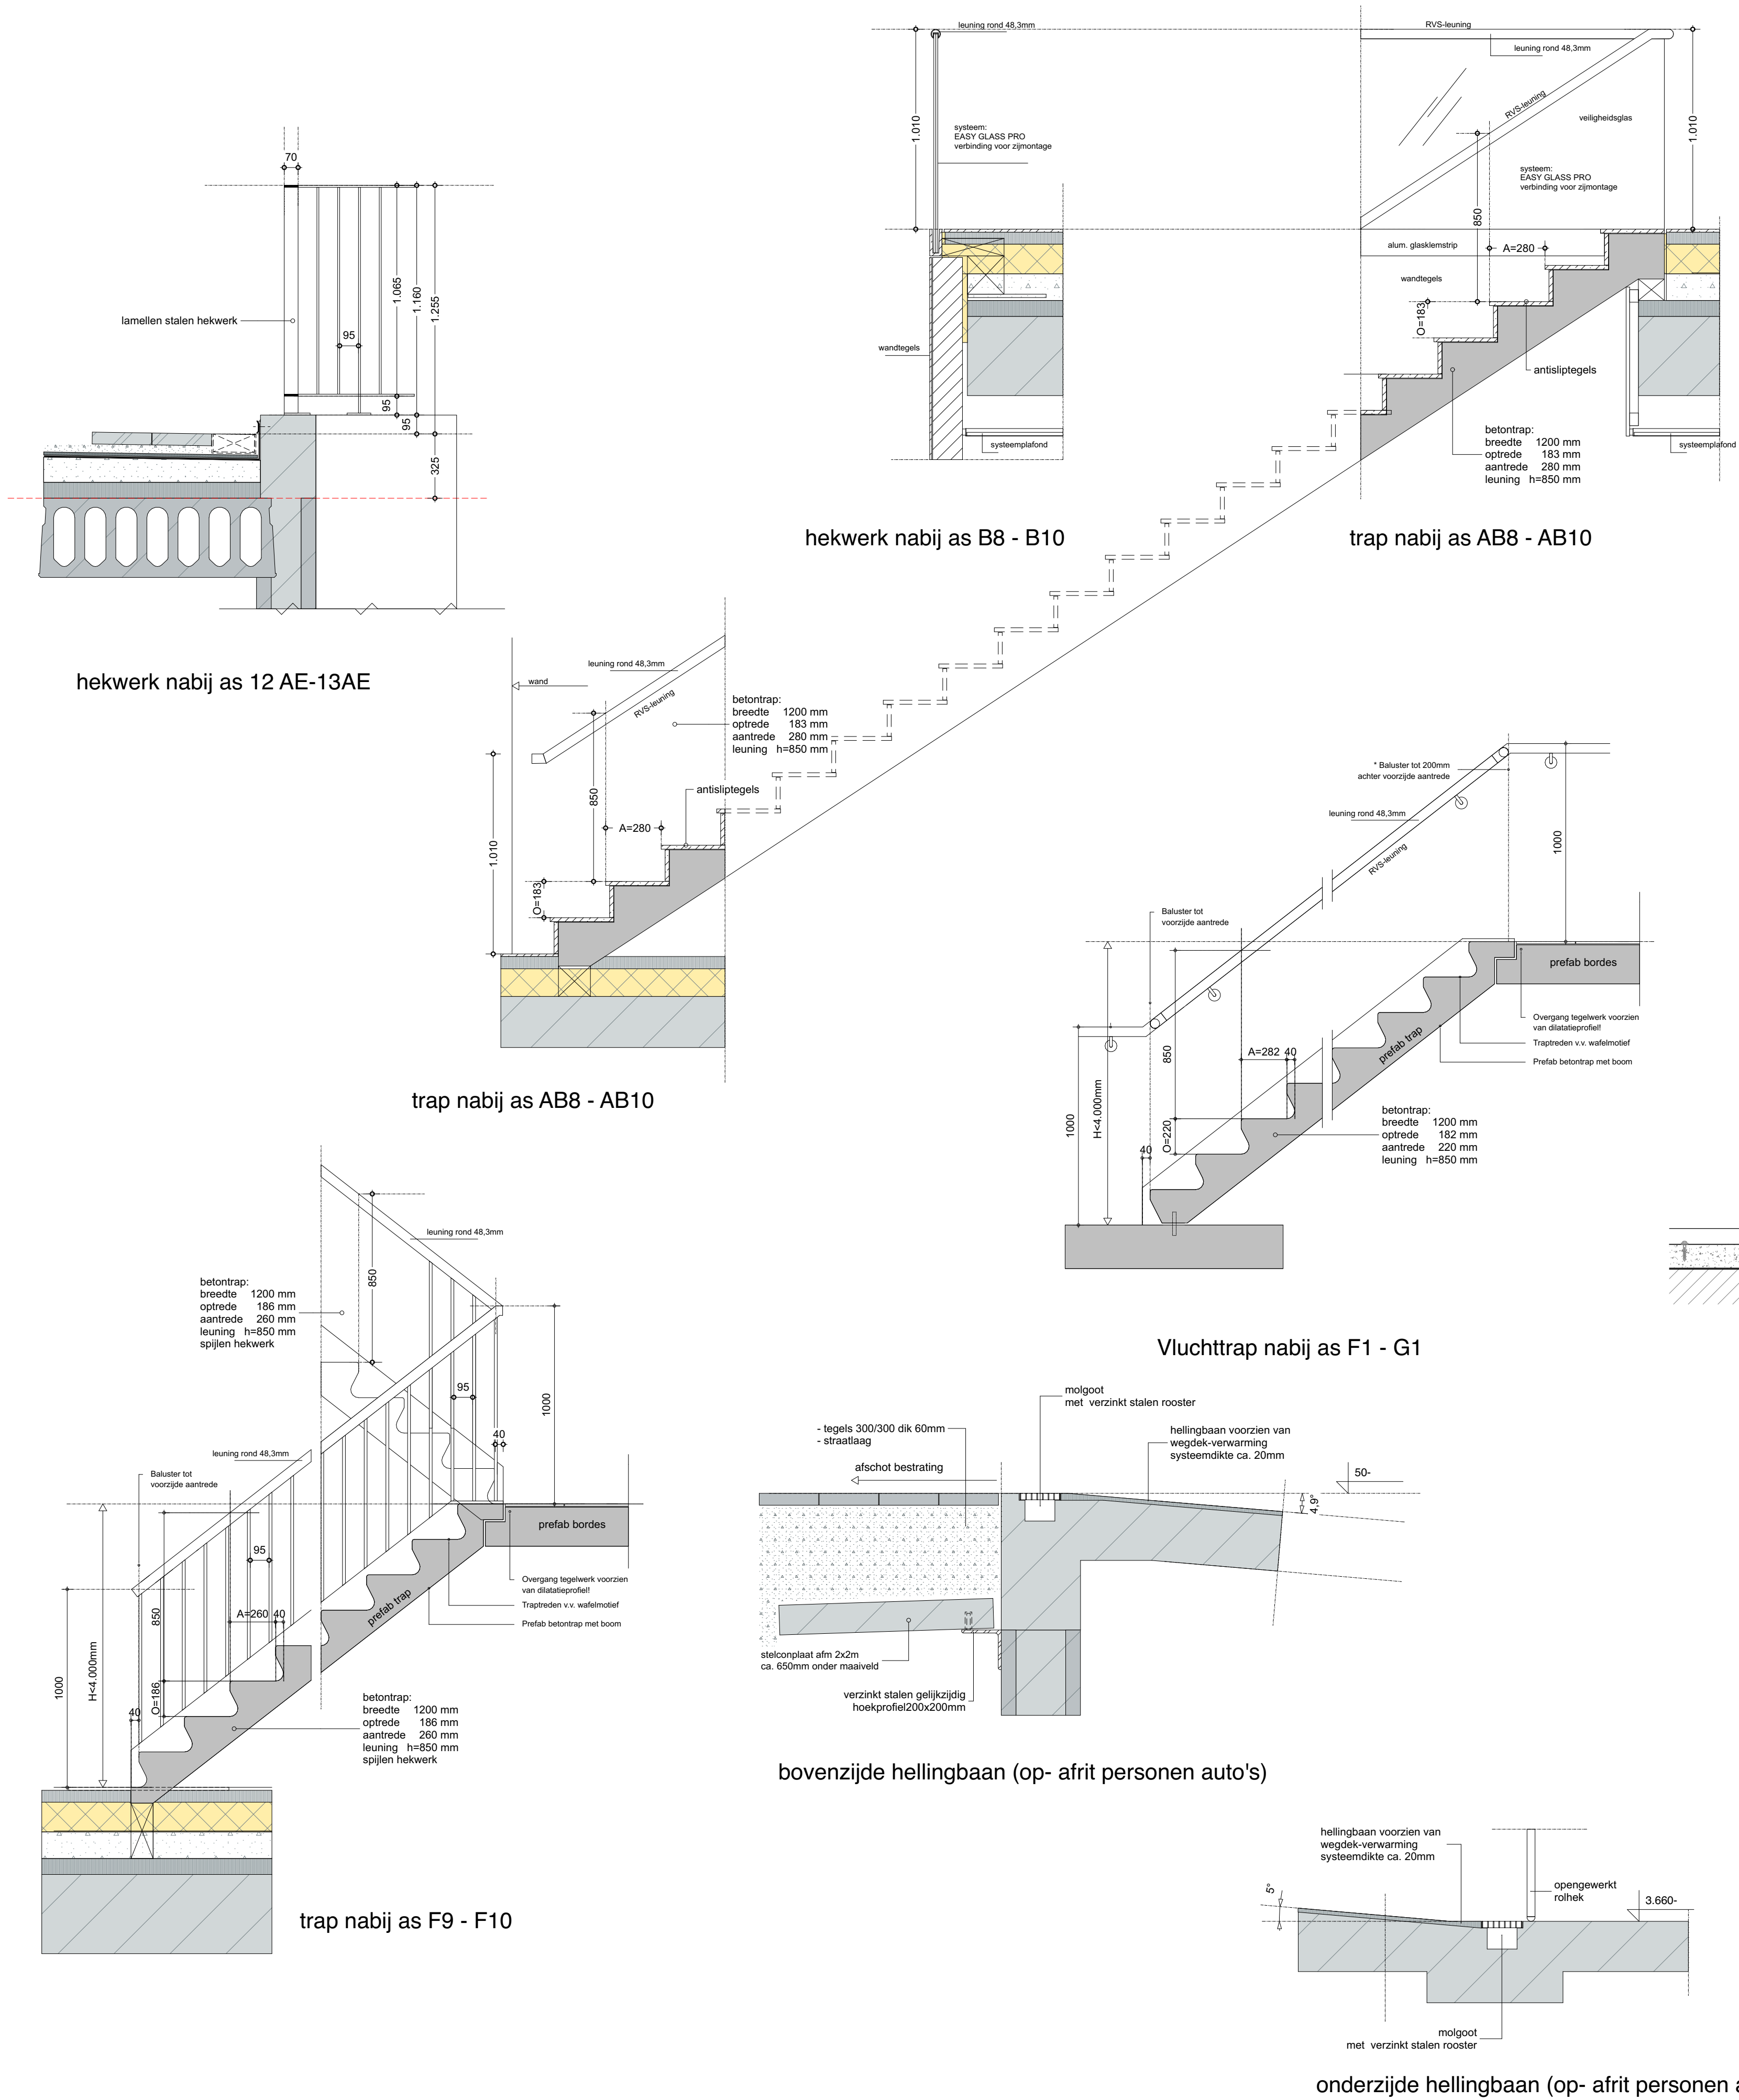 70
lamellen stalen hekwerk
95
1.065
1.160
1.255
95
95
325
hekwerk nabij as 12 AE-13AE
leuning rond 48,3mm
1.010
systeem:
EASY GLASS PRO
verbinding voor zijmontage
wandtegels
systeemplafond
hekwerk nabij as B8 - B10
RVS-leuning
leuning rond 48,3mm
RVS-leuning
veiligheidsglas
1.010
systeem:
EASY GLASS PRO
verbinding voor zijmontage
850
alum. glasklemstrip
A=280
wandtegels
O=183
antisliptegels
betontrap:
breedte 1200 mm
optrede 183 mm
aantrede 280 mm
leuning h=850 mm
systeemplafond
trap nabij as AB8 - AB10
leuning rond 48,3mm
wand
RVS-leuning
betontrap:
breedte 1200 mm
optrede 183 mm
aantrede 280 mm
leuning h=850 mm
antisliptegels
850
A=280
1.010
O=183
trap nabij as AB8 - AB10
* Baluster tot 200mm
achter voorzijde aantrede
leuning rond 48,3mm
RVS-leuning
1000
Baluster tot
voorzijde aantrede
prefab bordes
Overgang tegelwerk voorzien
van dilatatieprofiel!
Traptreden v.v. wafelmotief
Prefab betontrap met boom
prefab trap
850
A=282
40
1000
H<4.000mm
O=220
40
betontrap:
breedte 1200 mm
optrede 182 mm
aantrede 220 mm
leuning h=850 mm
Vluchttrap nabij as F1 - G1
leuning rond 48,3mm
850
betontrap:
breedte 1200 mm
optrede 186 mm
aantrede 260 mm
leuning h=850 mm
spijlen hekwerk
95
1000
40
leuning rond 48,3mm
Baluster tot
voorzijde aantrede
prefab bordes
95
Overgang tegelwerk voorzien
van dilatatieprofiel!
Traptreden v.v. wafelmotief
Prefab betontrap met boom
prefab trap
850
A=260
40
1000
H<4.000mm
O=186
40
betontrap:
breedte 1200 mm
optrede 186 mm
aantrede 260 mm
leuning h=850 mm
spijlen hekwerk
trap nabij as F9 - F10
molgoot
met verzinkt stalen rooster
- tegels 300/300 dik 60mm
- straatlaag
hellingbaan voorzien van
wegdek-verwarming
systeemdikte ca. 20mm
afschot bestrating
50-
4,9°
stelconplaat afm 2x2m
ca. 650mm onder maaiveld
verzinkt stalen gelijkzijdig
hoekprofiel200x200mm
bovenzijde hellingbaan (op- afrit personen auto's)
hellingbaan voorzien van
wegdek-verwarming
systeemdikte ca. 20mm
5°
opengewerkt
rolhek
3.660-
molgoot
met verzinkt stalen rooster
onderzijde hellingbaan (op- afrit personen a